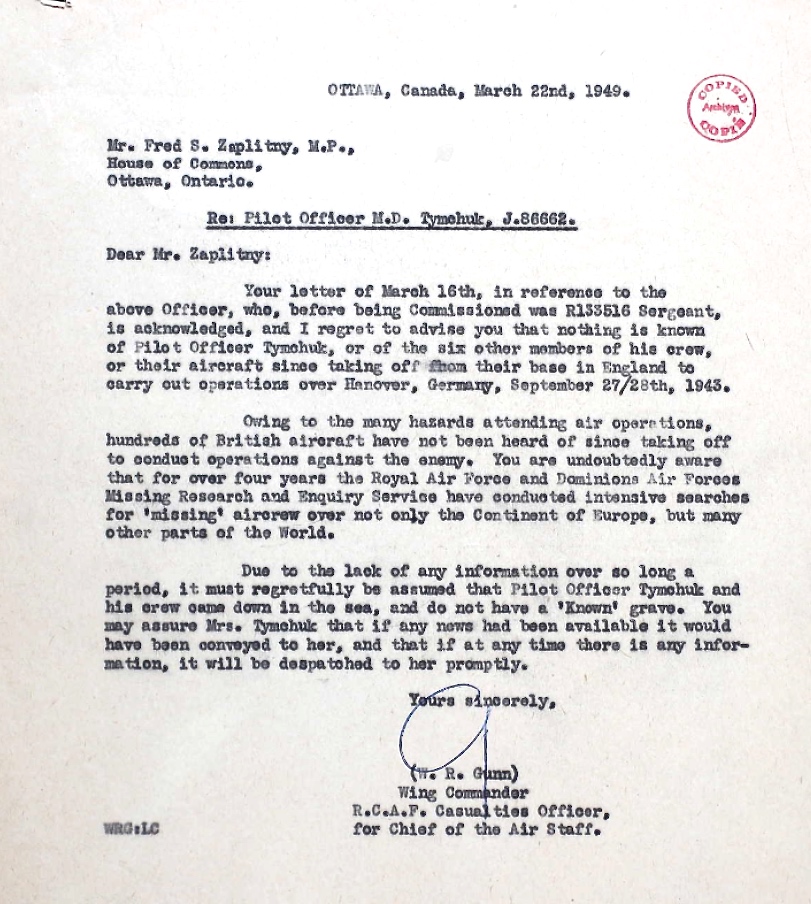 OTTAWA, Canada, March 22nd, 1949.
COPIED
Archives
COPIÉ
Mr. Fred S. Zaplitny, M.P.,
House of Commons,
Ottawa, Ontario.
Re: Pilot Officer M.D. Tymchuk, J.86662.
Dear Mr. Zaplitny:
Your letter of March 16th, in reference to the
above Officer, who, before being Commissioned was R133516 Sergeant,
is acknowledged, and I regret to advise you that nothing is known
of Pilot Officer Tymchuk, or of the six other members of his crew,
or their aircraft since taking off from their base in England to
carry out operations over Hanover, Germany, September 27/28th, 1943.
Owing to the many hazards attending air operations,
hundreds of British aircraft have not been heard of since taking off
to conduct operations against the enemy. You are undoubtedly aware
that for over four years the Royal Air Force and Dominions Air Forces
Missing Research and Enquiry Service have conducted intensive searches
for 'missing' aircrew over not only the Continent of Europe, but many
other parts of the World.
Due to the lack of any information over so long a
period, it must regretfully be assumed that Pilot Officer Tymchuk and
his crew came down in the sea, and do not have a 'Known' grave. You
may assure Mrs. Tymchuk that if any news had been available it would
have been conveyed to her, and that if at any time there is any infor-
mation, it will be despatched to her promptly.
Yours sincerely,
(W. R. Gunn)
Wing Commander
R.C.A.F. Casualties Officer,
for Chief of the Air Staff.
WRG:LC